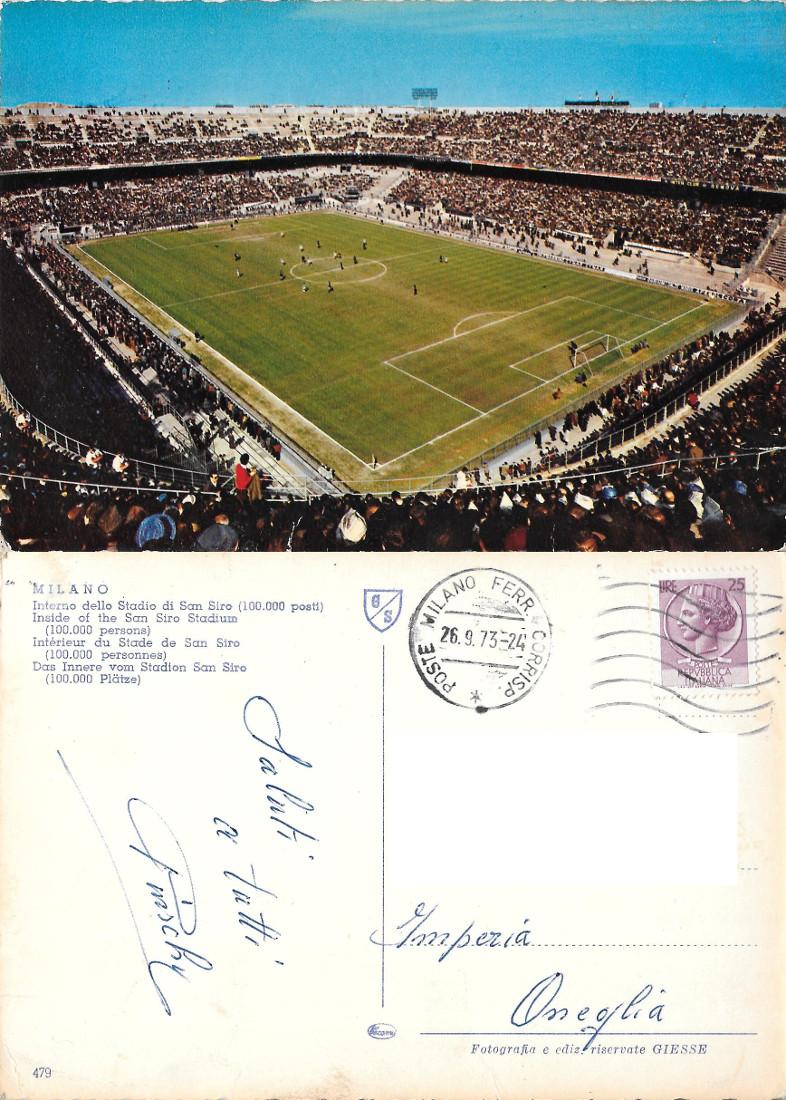 MILANO
Interno dello Stadio di San Siro (100.000 posti)
Inside of the San Siro Stadium
(100.000 persons)
Intérieur du Stade de San Siro
(100.000 personnes)
Das Innere vom Stadion San Siro
(100.000 Plätze)
GS
POSTE MILANO FERR. CORRISP.
26.9.73-24
LIRE 25
POSTE
REPVBBLICA
ITALIANA
Saluti
a tutti
Imperia
Oneglia
Fotografia e ediz. riservate GIESSE
479